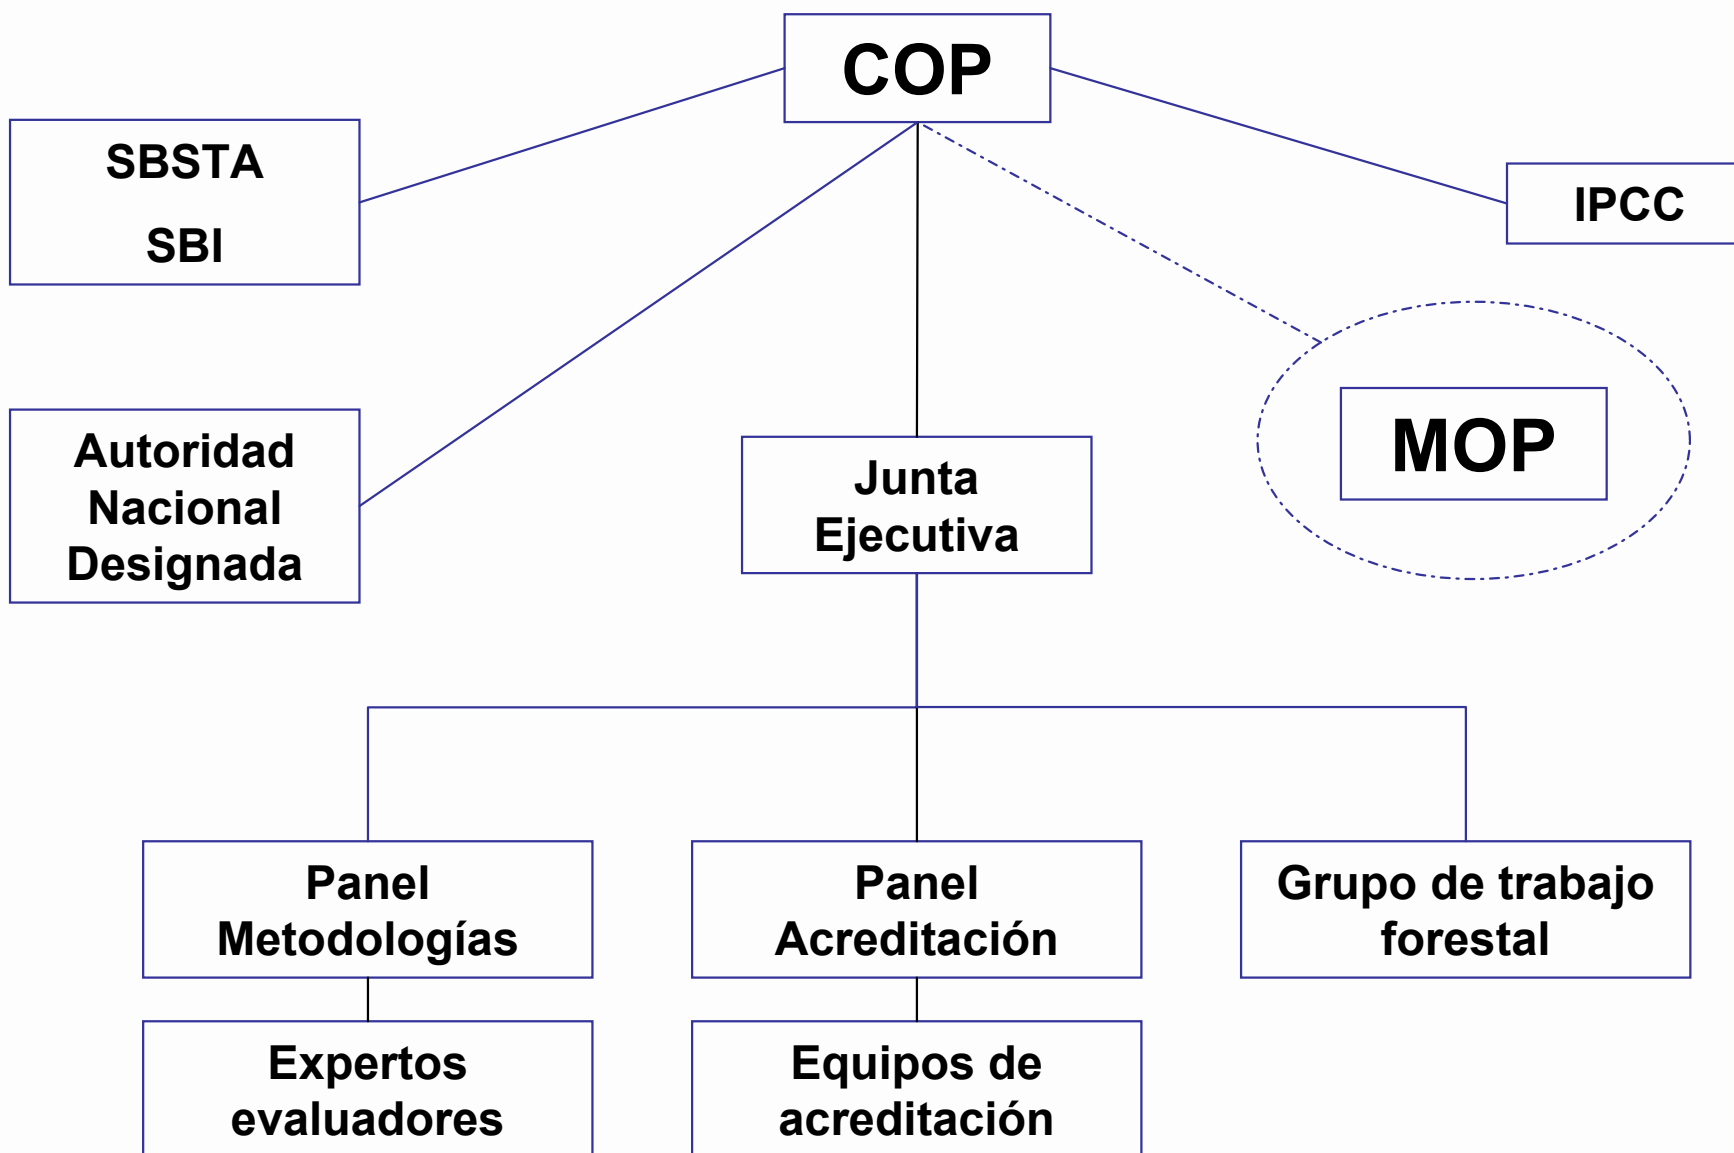 COP
SBSTA
SBI
IPCC
Autoridad
Nacional
Designada
Junta
Ejecutiva
MOP
Panel
Metodologías
Panel
Acreditación
Grupo de trabajo
forestal
Expertos
evaluadores
Equipos de
acreditación